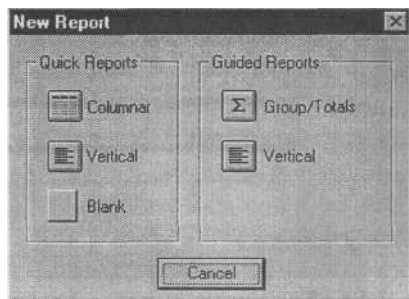 New Report
Quick Reports
Columnar
Vertical
Blank
Guided Reports
Σ Group/Totals
Vertical
Cancel